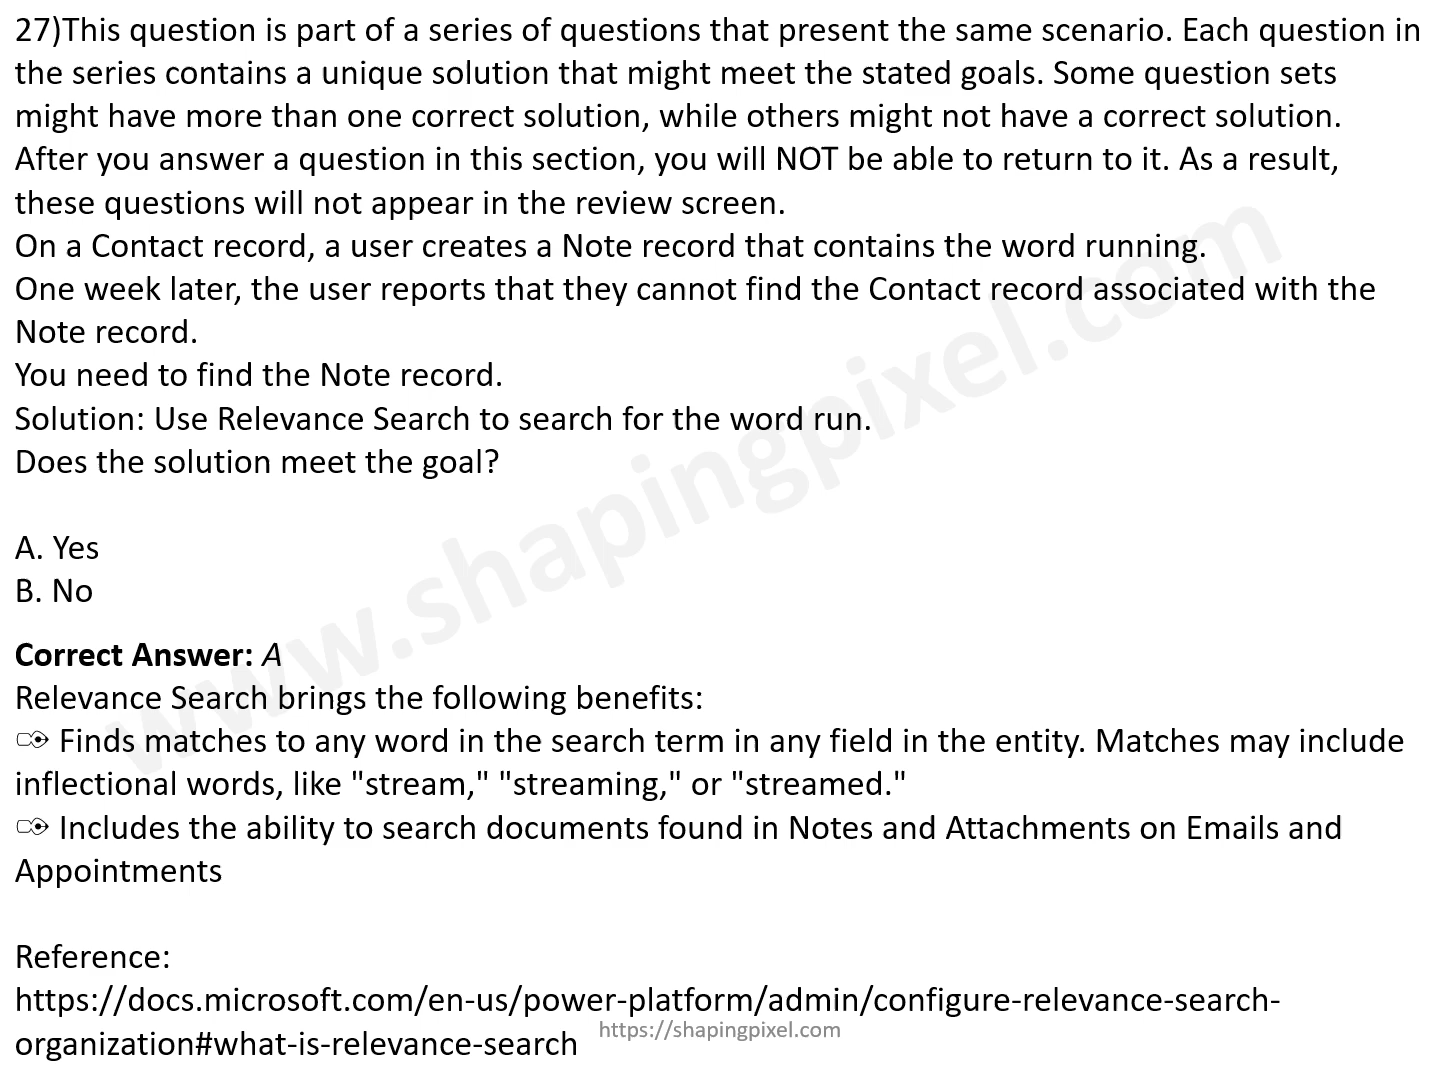 27)This question is part of a series of questions that present the same scenario. Each question in
the series contains a unique solution that might meet the stated goals. Some question sets
might have more than one correct solution, while others might not have a correct solution.
After you answer a question in this section, you will NOT be able to return to it. As a result,
these questions will not appear in the review screen.
On a Contact record, a user creates a Note record that contains the word running.
One week later, the user reports that they cannot find the Contact record associated with the
Note record.
You need to find the Note record.
Solution: Use Relevance Search to search for the word run.
Does the solution meet the goal?
A. Yes
B. No
www.shapingpixel.com
Correct Answer: A
Relevance Search brings the following benefits:
Finds matches to any word in the search term in any field in the entity. Matches may include
inflectional words, like "stream," "streaming," or "streamed."
Includes the ability to search documents found in Notes and Attachments on Emails and
Appointments
Reference:
https://docs.microsoft.com/en-us/power-platform/admin/configure-relevance-search-
organization#what-is-relevance-search
https://shapingpixel.com